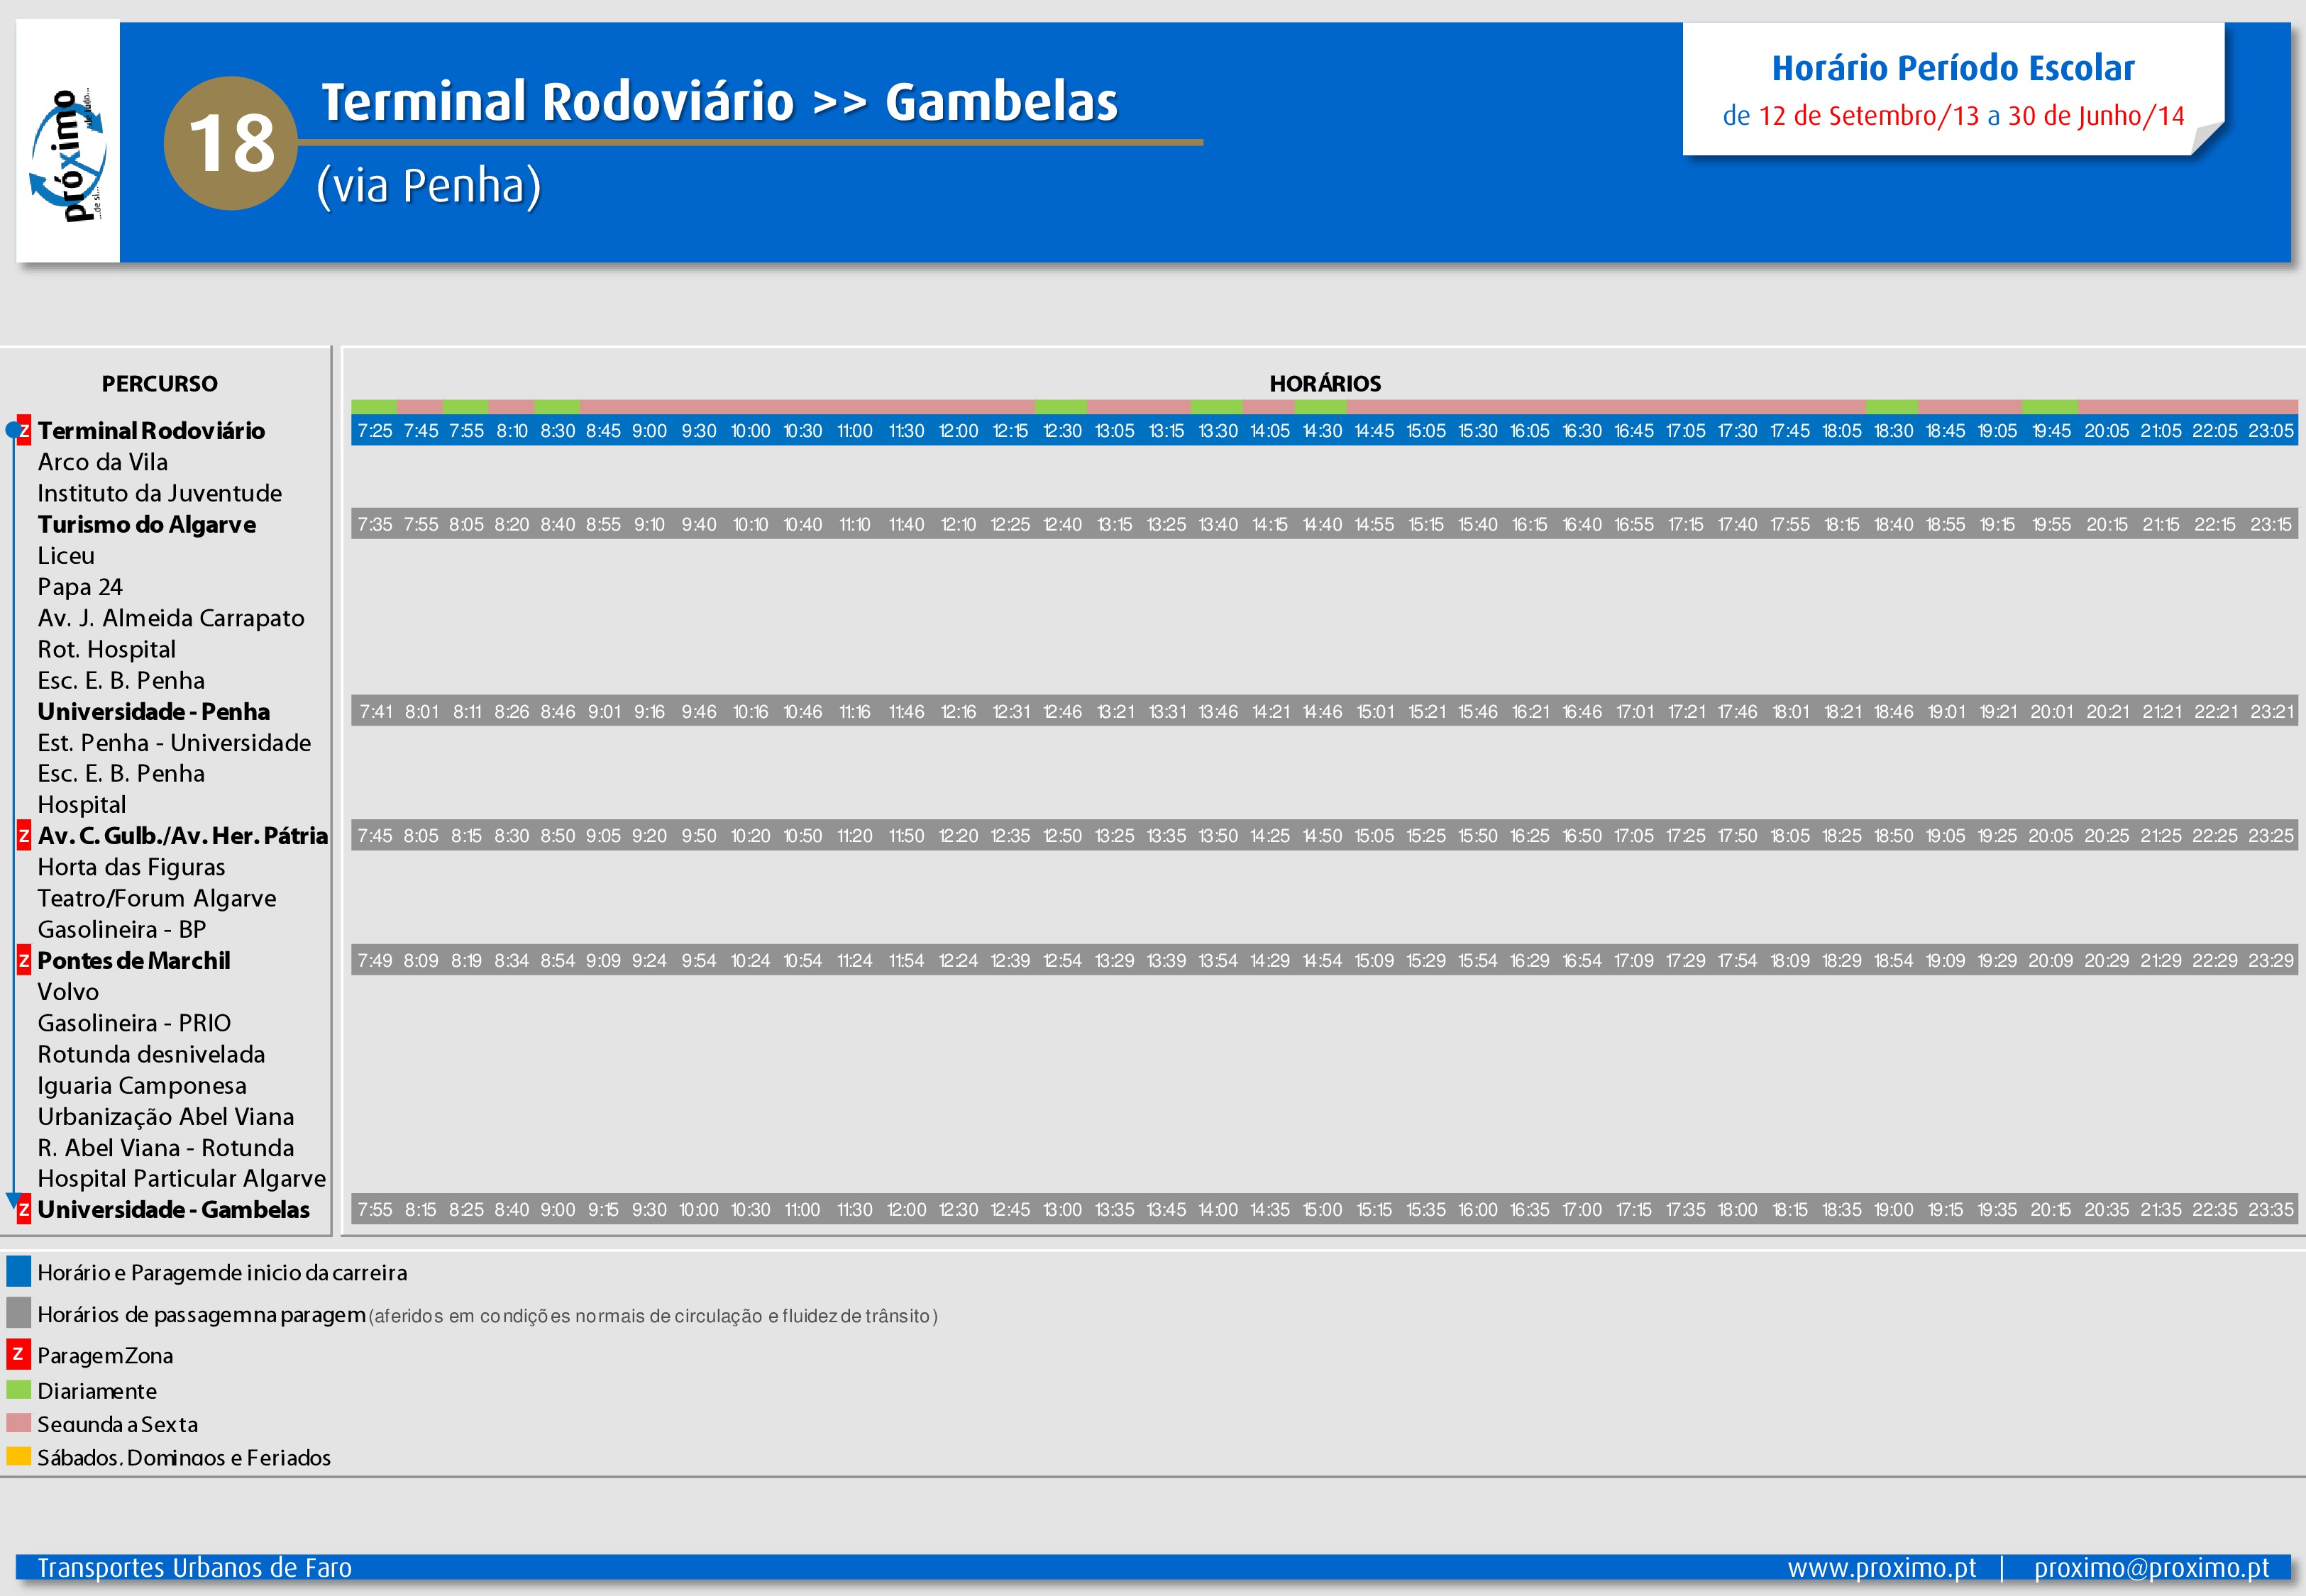 próximo
...de tudo...
...de si...
18
Terminal Rodoviário >> Gambelas
(via Penha)
Horário Período Escolar
de 12 de Setembro/13 a 30 de Junho/14
PERCURSO
HORÁRIOS
Z Terminal Rodoviário 7:25 7:45 7:55 8:10 8:30 8:45 9:00 9:30 10:00 10:30 11:00 11:30 12:00 12:15 12:30 13:05 13:15 13:30 14:05 14:30 14:45 15:05 15:30 16:05 16:30 16:45 17:05 17:30 17:45 18:05 18:30 18:45 19:05 19:45 20:05 21:05 22:05 23:05
Arco da Vila
Instituto da Juventude
Turismo do Algarve 7:35 7:55 8:05 8:20 8:40 8:55 9:10 9:40 10:10 10:40 11:10 11:40 12:10 12:25 12:40 13:15 13:25 13:40 14:15 14:40 14:55 15:15 15:40 16:15 16:40 16:55 17:15 17:40 17:55 18:15 18:40 18:55 19:15 19:55 20:15 21:15 22:15 23:15
Liceu
Papa 24
Av. J. Almeida Carrapato
Rot. Hospital
Esc. E. B. Penha
Universidade - Penha 7:41 8:01 8:11 8:26 8:46 9:01 9:16 9:46 10:16 10:46 11:16 11:46 12:16 12:31 12:46 13:21 13:31 13:46 14:21 14:46 15:01 15:21 15:46 16:21 16:46 17:01 17:21 17:46 18:01 18:21 18:46 19:01 19:21 20:01 20:21 21:21 22:21 23:21
Est. Penha - Universidade
Esc. E. B. Penha
Hospital
Z Av. C. Gulb./Av. Her. Pátria 7:45 8:05 8:15 8:30 8:50 9:05 9:20 9:50 10:20 10:50 11:20 11:50 12:20 12:35 12:50 13:25 13:35 13:50 14:25 14:50 15:05 15:25 15:50 16:25 16:50 17:05 17:25 17:50 18:05 18:25 18:50 19:05 19:25 20:05 20:25 21:25 22:25 23:25
Horta das Figuras
Teatro/Forum Algarve
Gasolineira - BP
Z Pontes de Marchil 7:49 8:09 8:19 8:34 8:54 9:09 9:24 9:54 10:24 10:54 11:24 11:54 12:24 12:39 12:54 13:29 13:39 13:54 14:29 14:54 15:09 15:29 15:54 16:29 16:54 17:09 17:29 17:54 18:09 18:29 18:54 19:09 19:29 20:09 20:29 21:29 22:29 23:29
Volvo
Gasolineira - PRIO
Rotunda desnivelada
Iguaria Camponesa
Urbanização Abel Viana
R. Abel Viana - Rotunda
Hospital Particular Algarve
Z Universidade - Gambelas 7:55 8:15 8:25 8:40 9:00 9:15 9:30 10:00 10:30 11:00 11:30 12:00 12:30 12:45 13:00 13:35 13:45 14:00 14:35 15:00 15:15 15:35 16:00 16:35 17:00 17:15 17:35 18:00 18:15 18:35 19:00 19:15 19:35 20:15 20:35 21:35 22:35 23:35
Horário e Paragem de inicio da carreira
Horários de passagem na paragem (aferidos em condições normais de circulação e fluidez de trânsito)
Z Paragem Zona
Diariamente
Segunda a Sexta
Sábados, Domingos e Feriados
Transportes Urbanos de Faro
www.proximo.pt | proximo@proximo.pt